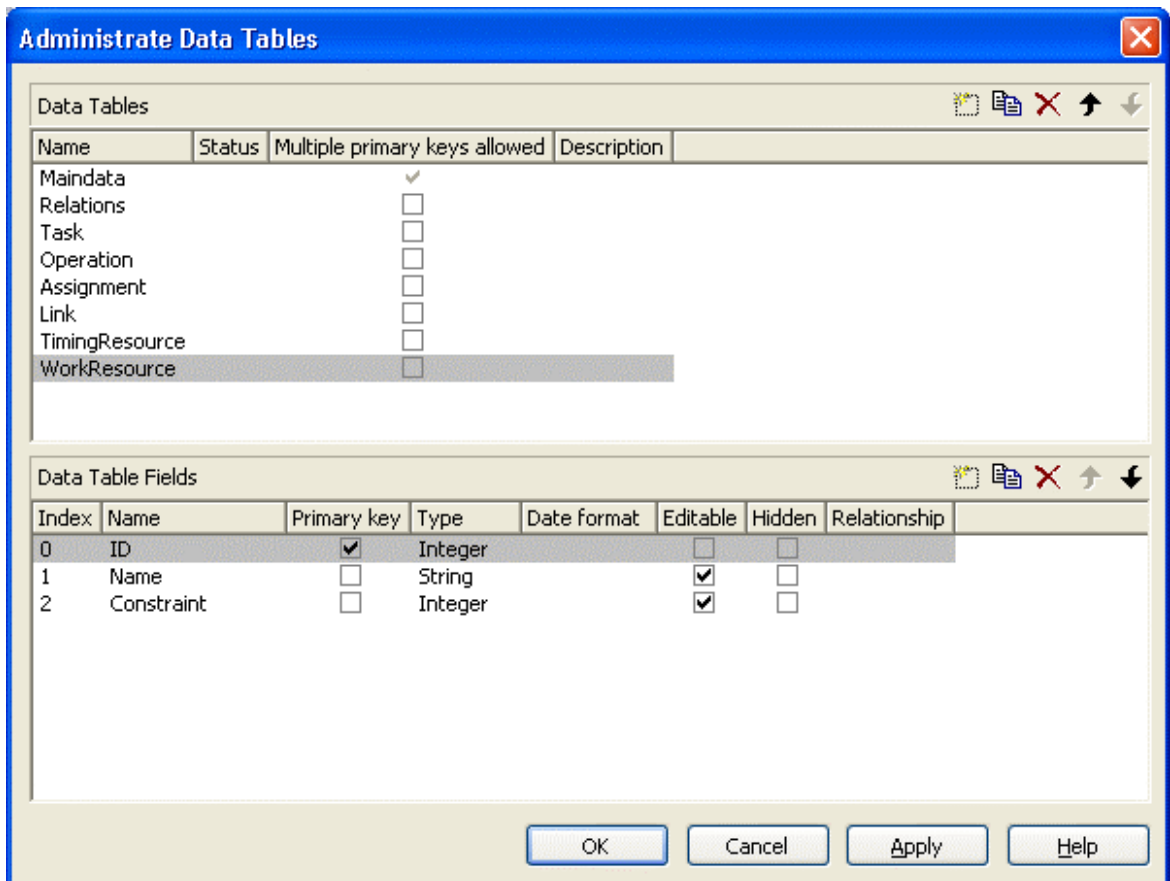 Administrate Data Tables
Data Tables
Name Status Multiple primary keys allowed Description
Maindata
Relations
Task
Operation
Assignment
Link
TimingResource
WorkResource
Data Table Fields
Index Name Primary key Type Date format Editable Hidden Relationship
0 ID Integer
1 Name String
2 Constraint Integer
OK Cancel Apply Help